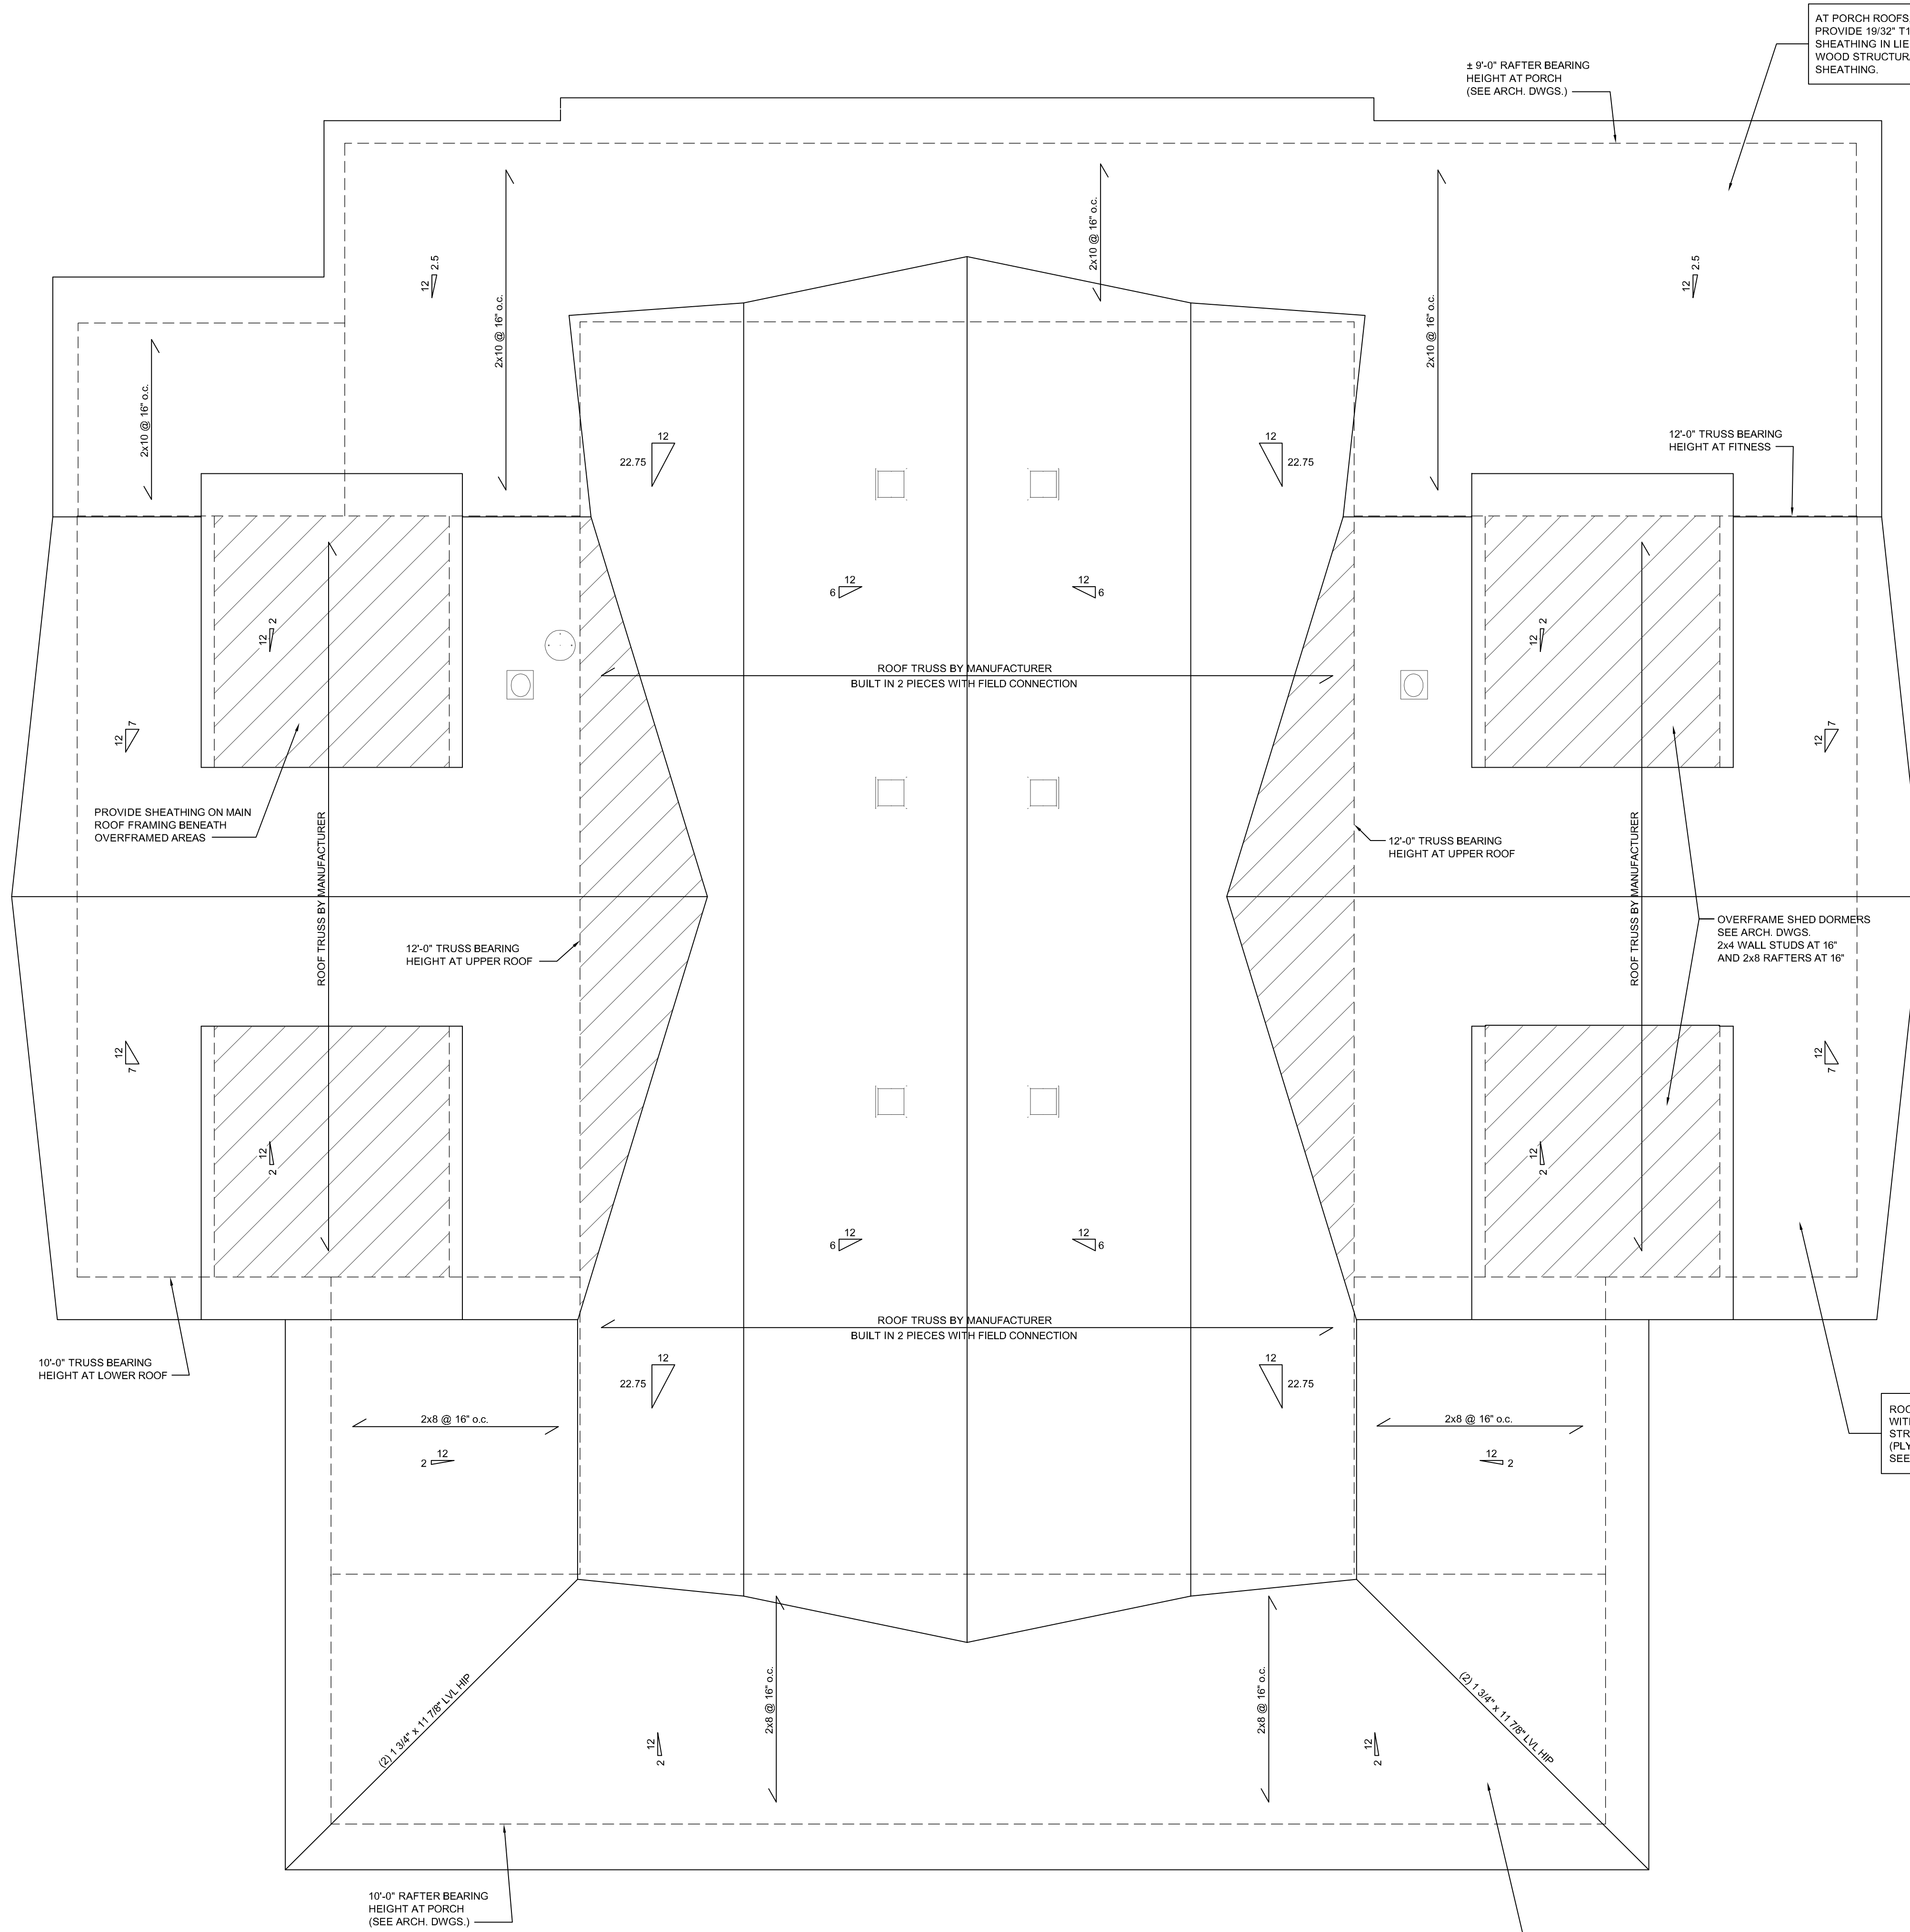 AT PORCH ROOFS,
PROVIDE 19/32" T1
SHEATHING IN LIE
WOOD STRUCTUR
SHEATHING.
± 9'-0" RAFTER BEARING
HEIGHT AT PORCH
(SEE ARCH. DWGS.)
2x10 @ 16" o.c.
2x10 @ 16" o.c.
2x10 @ 16" o.c.
2x10 @ 16" o.c.
12
2.5
12
2.5
12
22.75
12
22.75
12'-0" TRUSS BEARING
HEIGHT AT FITNESS
12
6
12
6
12
2
12
2
ROOF TRUSS BY MANUFACTURER
BUILT IN 2 PIECES WITH FIELD CONNECTION
12
7
12
7
PROVIDE SHEATHING ON MAIN
ROOF FRAMING BENEATH
OVERFRAMED AREAS
ROOF TRUSS BY MANUFACTURER
ROOF TRUSS BY MANUFACTURER
12'-0" TRUSS BEARING
HEIGHT AT UPPER ROOF
12'-0" TRUSS BEARING
HEIGHT AT UPPER ROOF
OVERFRAME SHED DORMERS
SEE ARCH. DWGS.
2x4 WALL STUDS AT 16"
AND 2x8 RAFTERS AT 16"
12
7
12
7
12
2
12
2
12
6
12
6
ROOF TRUSS BY MANUFACTURER
BUILT IN 2 PIECES WITH FIELD CONNECTION
10'-0" TRUSS BEARING
HEIGHT AT LOWER ROOF
12
22.75
12
22.75
2x8 @ 16" o.c.
12
2
2x8 @ 16" o.c.
12
2
ROO
WIT
STR
(PLY
SEE
(2) 1 3/4" x 11 7/8" LVL HIP
2x8 @ 16" o.c.
2x8 @ 16" o.c.
(2) 1 3/4" x 11 7/8" LVL HIP
12
2
12
2
10'-0" RAFTER BEARING
HEIGHT AT PORCH
(SEE ARCH. DWGS.)